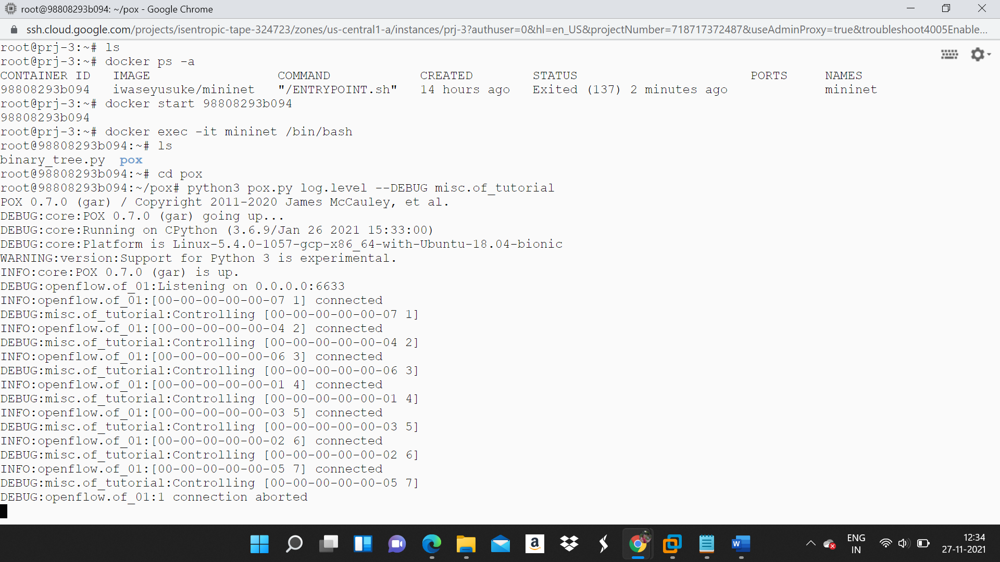 root@98808293b094: ~/pox - Google Chrome
ssh.cloud.google.com/projects/isentropic-tape-324723/zones/us-central1-a/instances/prj-3?authuser=0&hl=en_US&projectNumber=718717372487&useAdminProxy=true&troubleshoot4005Enable...
root@prj-3:~# ls
root@prj-3:~# docker ps -a
CONTAINER ID   IMAGE                 COMMAND            CREATED        STATUS                       PORTS     NAMES
98808293b094   iwaseyusuke/mininet   "/ENTRYPOINT.sh"   14 hours ago   Exited (137) 2 minutes ago             mininet
root@prj-3:~# docker start 98808293b094
98808293b094
root@prj-3:~# docker exec -it mininet /bin/bash
root@98808293b094:~# ls
binary_tree.py  pox
root@98808293b094:~# cd pox
root@98808293b094:~/pox# python3 pox.py log.level --DEBUG misc.of_tutorial
POX 0.7.0 (gar) / Copyright 2011-2020 James McCauley, et al.
DEBUG:core:POX 0.7.0 (gar) going up...
DEBUG:core:Running on CPython (3.6.9/Jan 26 2021 15:33:00)
DEBUG:core:Platform is Linux-5.4.0-1057-gcp-x86_64-with-Ubuntu-18.04-bionic
WARNING:version:Support for Python 3 is experimental.
INFO:core:POX 0.7.0 (gar) is up.
DEBUG:openflow.of_01:Listening on 0.0.0.0:6633
INFO:openflow.of_01:[00-00-00-00-00-07 1] connected
DEBUG:misc.of_tutorial:Controlling [00-00-00-00-00-07 1]
INFO:openflow.of_01:[00-00-00-00-00-04 2] connected
DEBUG:misc.of_tutorial:Controlling [00-00-00-00-00-04 2]
INFO:openflow.of_01:[00-00-00-00-00-06 3] connected
DEBUG:misc.of_tutorial:Controlling [00-00-00-00-00-06 3]
INFO:openflow.of_01:[00-00-00-00-00-01 4] connected
DEBUG:misc.of_tutorial:Controlling [00-00-00-00-00-01 4]
INFO:openflow.of_01:[00-00-00-00-00-03 5] connected
DEBUG:misc.of_tutorial:Controlling [00-00-00-00-00-03 5]
INFO:openflow.of_01:[00-00-00-00-00-02 6] connected
DEBUG:misc.of_tutorial:Controlling [00-00-00-00-00-02 6]
INFO:openflow.of_01:[00-00-00-00-00-05 7] connected
DEBUG:misc.of_tutorial:Controlling [00-00-00-00-00-05 7]
DEBUG:openflow.of_01:1 connection aborted
a
W
ENG
IN
12:34
27-11-2021